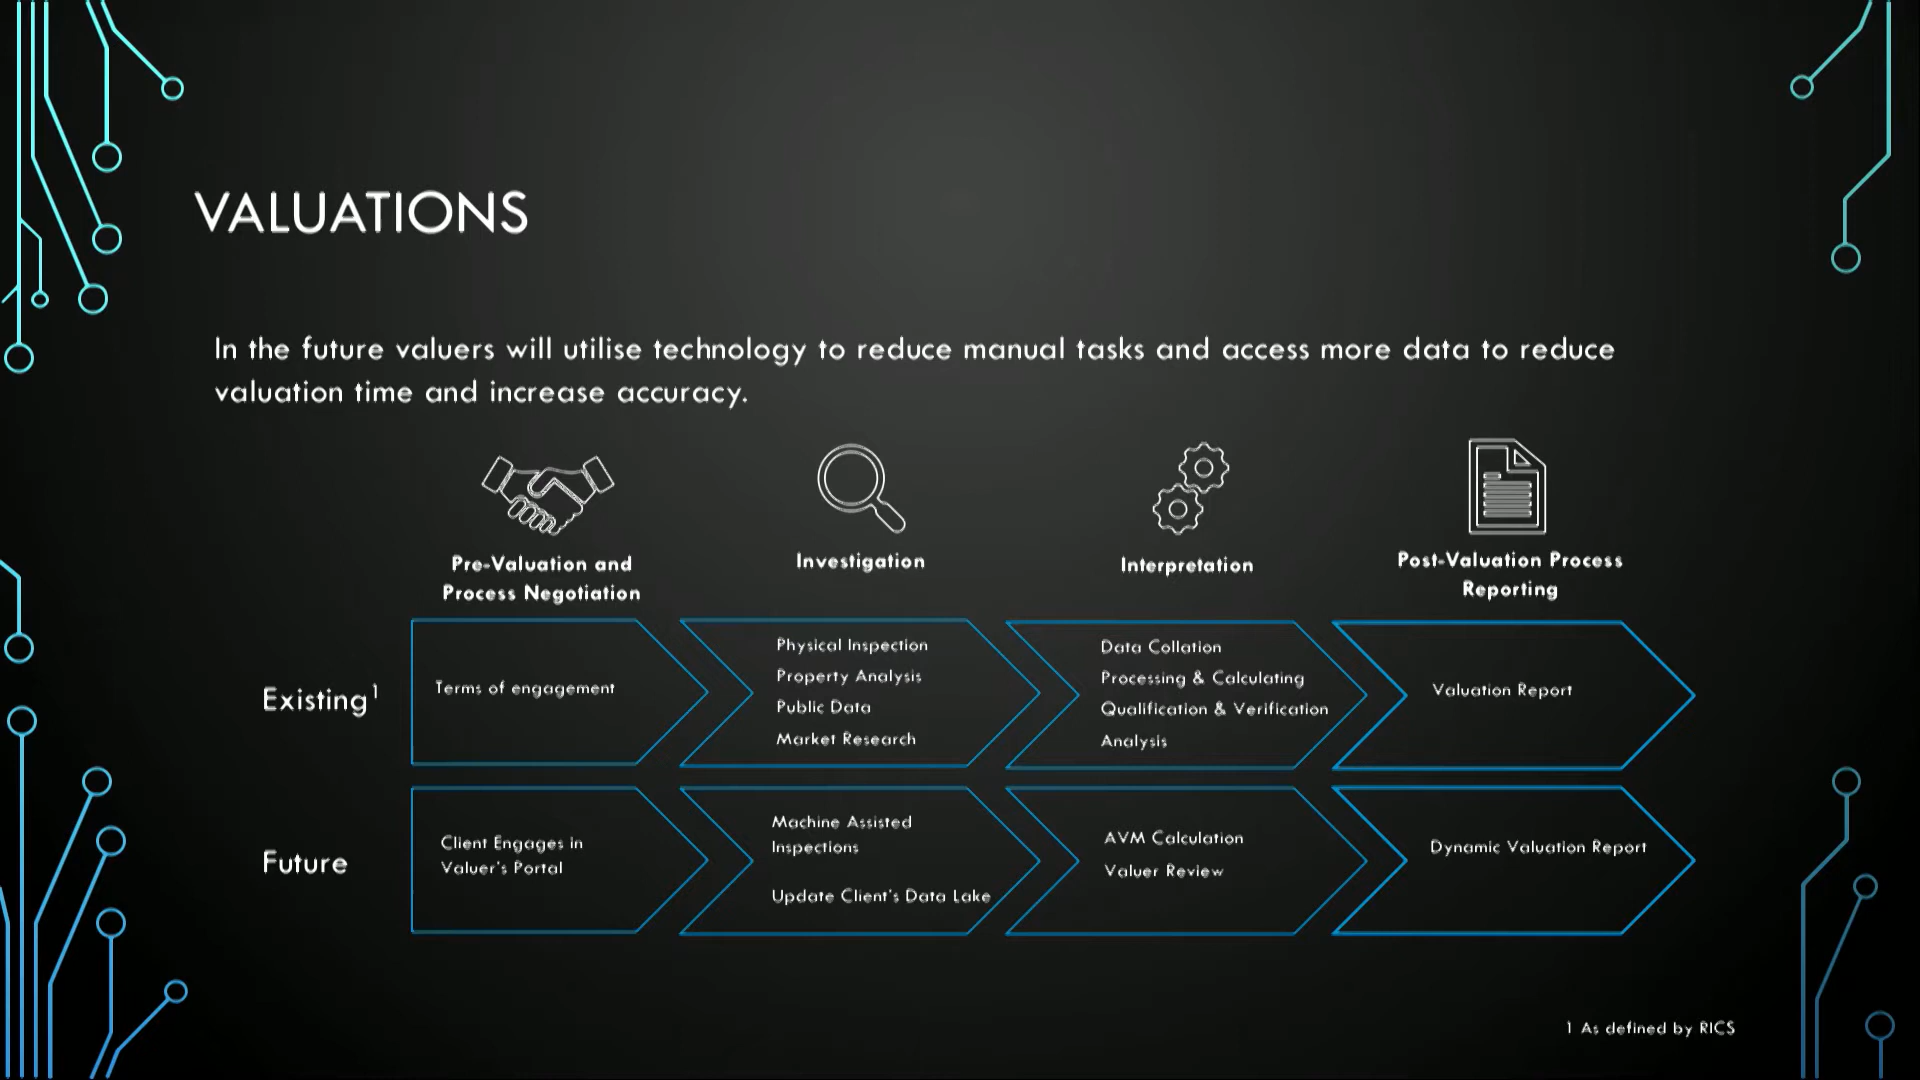 VALUATIONS
In the future valuers will utilise technology to reduce manual tasks and access more data to reduce
valuation time and increase accuracy.
Pre-Valuation and
Process Negotiation
Investigation
Interpretation
Post-Valuation Process
Reporting
Existing¹
Terms of engagement
Physical Inspection
Property Analysis
Public Data
Market Research
Data Collation
Processing & Calculating
Qualification & Verification
Analysis
Valuation Report
Future
Client Engages in
Valuer's Portal
Machine Assisted
Inspections
Update Client's Data Lake
AVM Calculation
Valuer Review
Dynamic Valuation Report
1 As defined by RICS